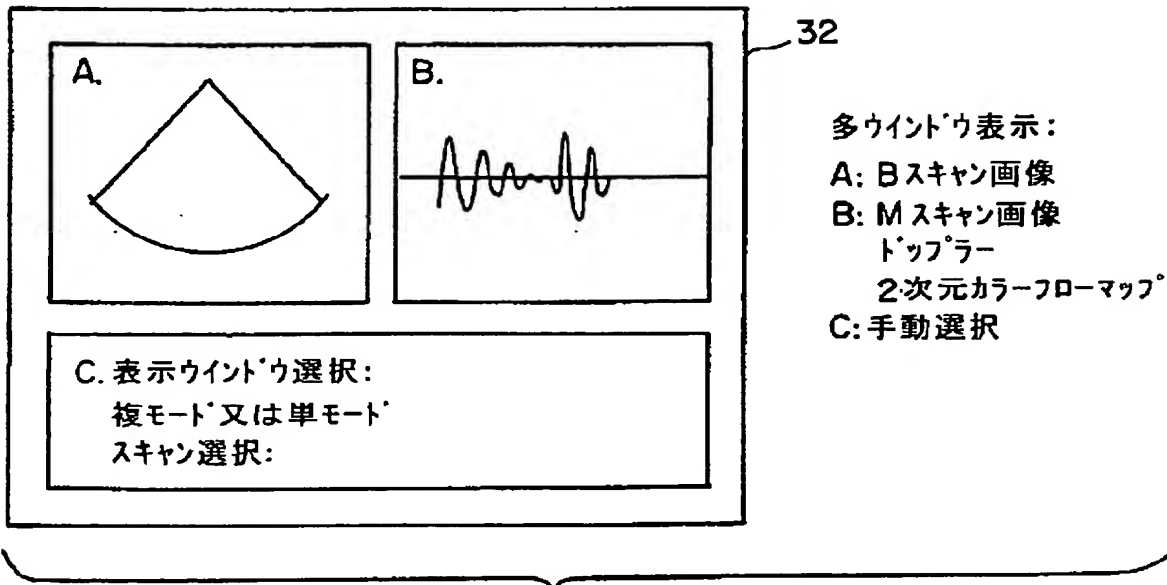 A.
B.
32
C. 表示ウインドウ選択:
複モード又は単モード
スキャン選択:
多ウインドウ表示:
A: Bスキャン画像
B: Mスキャン画像
ドップラー
2次元カラーフローマップ
C: 手動選択